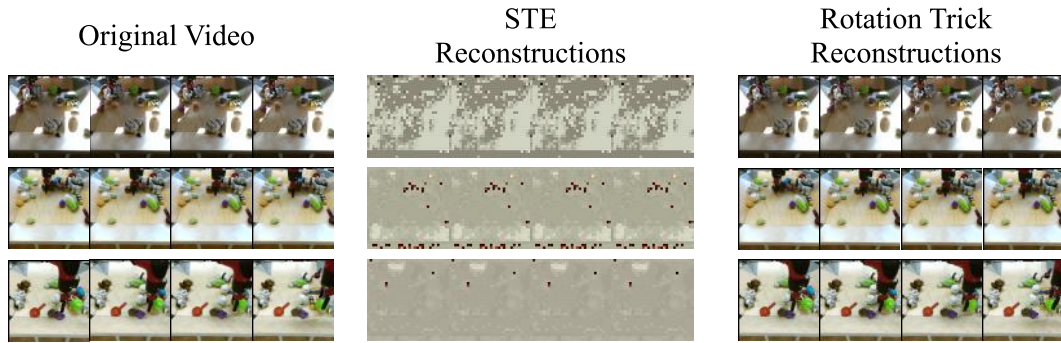 Original Video
STE
Reconstructions
Rotation Trick
Reconstructions